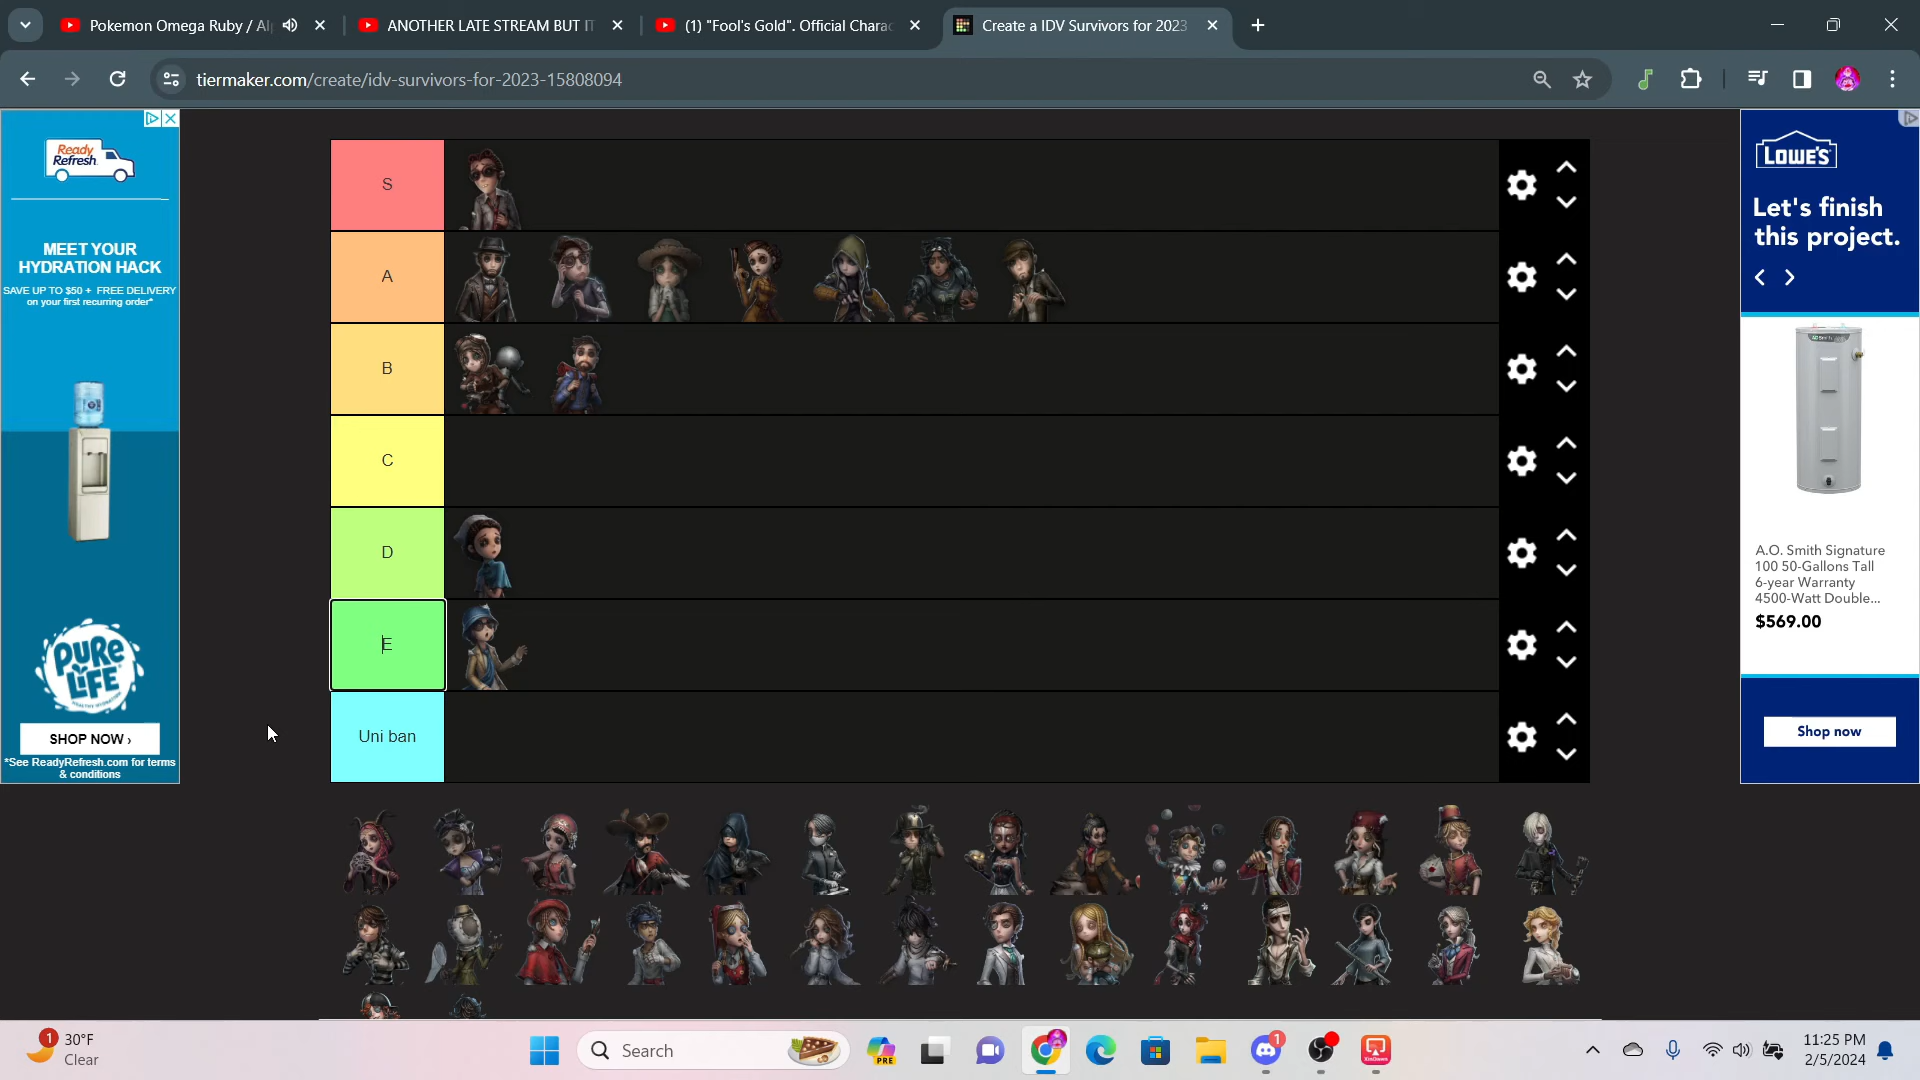 Pokemon Omega Ruby / Al
ANOTHER LATE STREAM BUT IT
(1) "Fool's Gold". Official Charac
Create a IDV Survivors for 2023
tiermaker.com/create/idv-survivors-for-2023-15808094
Ready
Refresh
MEET YOUR
HYDRATION HACK
SAVE UP TO $50 + FREE DELIVERY
on your first recurring order*
PURE
LIFE
SHOP NOW ›
*See ReadyRefresh.com for terms
& conditions
S
A
B
C
D
E
Uni ban
LOWE'S
Let's finish
this project.
A.O. Smith Signature
100 50-Gallons Tall
6-year Warranty
4500-Watt Double...
$569.00
Shop now
1
30°F
Clear
Search
PRE
1
11:25 PM
2/5/2024